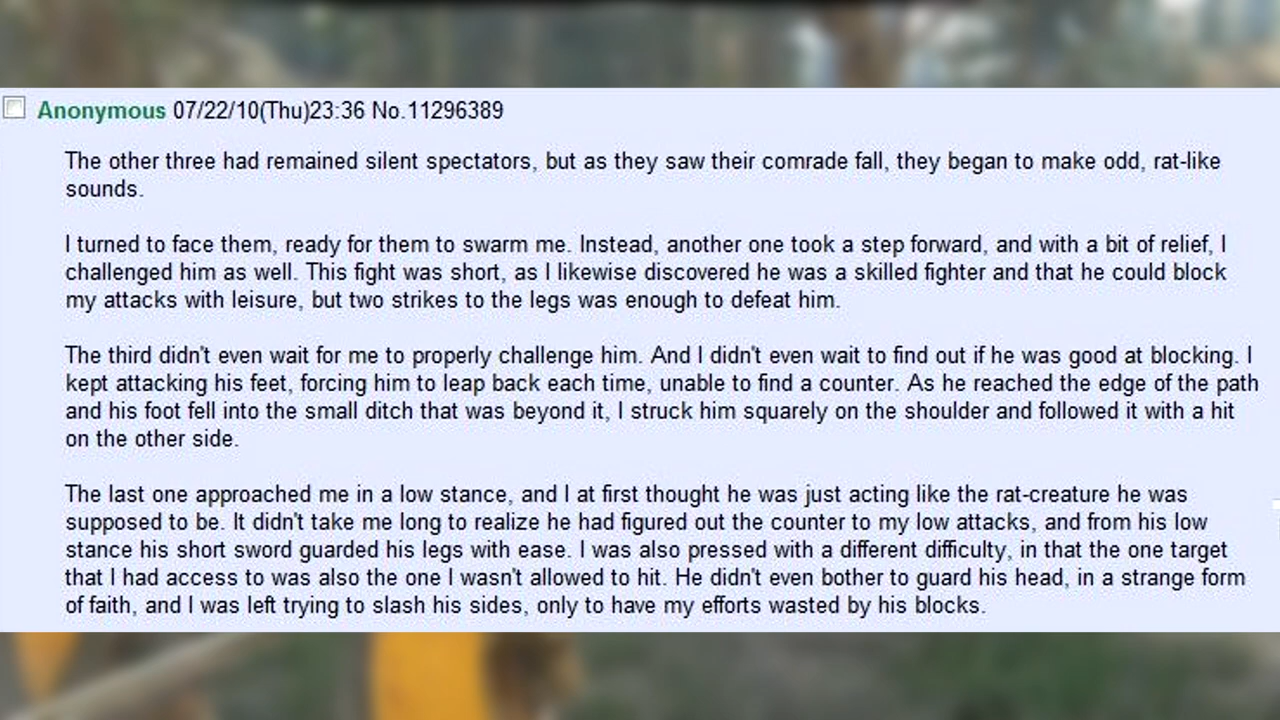 Anonymous 07/22/10(Thu)23:36 No.11296389
The other three had remained silent spectators, but as they saw their comrade fall, they began to make odd, rat-like
sounds.
I turned to face them, ready for them to swarm me. Instead, another one took a step forward, and with a bit of relief, I
challenged him as well. This fight was short, as I likewise discovered he was a skilled fighter and that he could block
my attacks with leisure, but two strikes to the legs was enough to defeat him.
The third didn't even wait for me to properly challenge him. And I didn't even wait to find out if he was good at blocking. I
kept attacking his feet, forcing him to leap back each time, unable to find a counter. As he reached the edge of the path
and his foot fell into the small ditch that was beyond it, I struck him squarely on the shoulder and followed it with a hit
on the other side.
The last one approached me in a low stance, and I at first thought he was just acting like the rat-creature he was
supposed to be. It didn't take me long to realize he had figured out the counter to my low attacks, and from his low
stance his short sword guarded his legs with ease. I was also pressed with a different difficulty, in that the one target
that I had access to was also the one I wasn't allowed to hit. He didn't even bother to guard his head, in a strange form
of faith, and I was left trying to slash his sides, only to have my efforts wasted by his blocks.